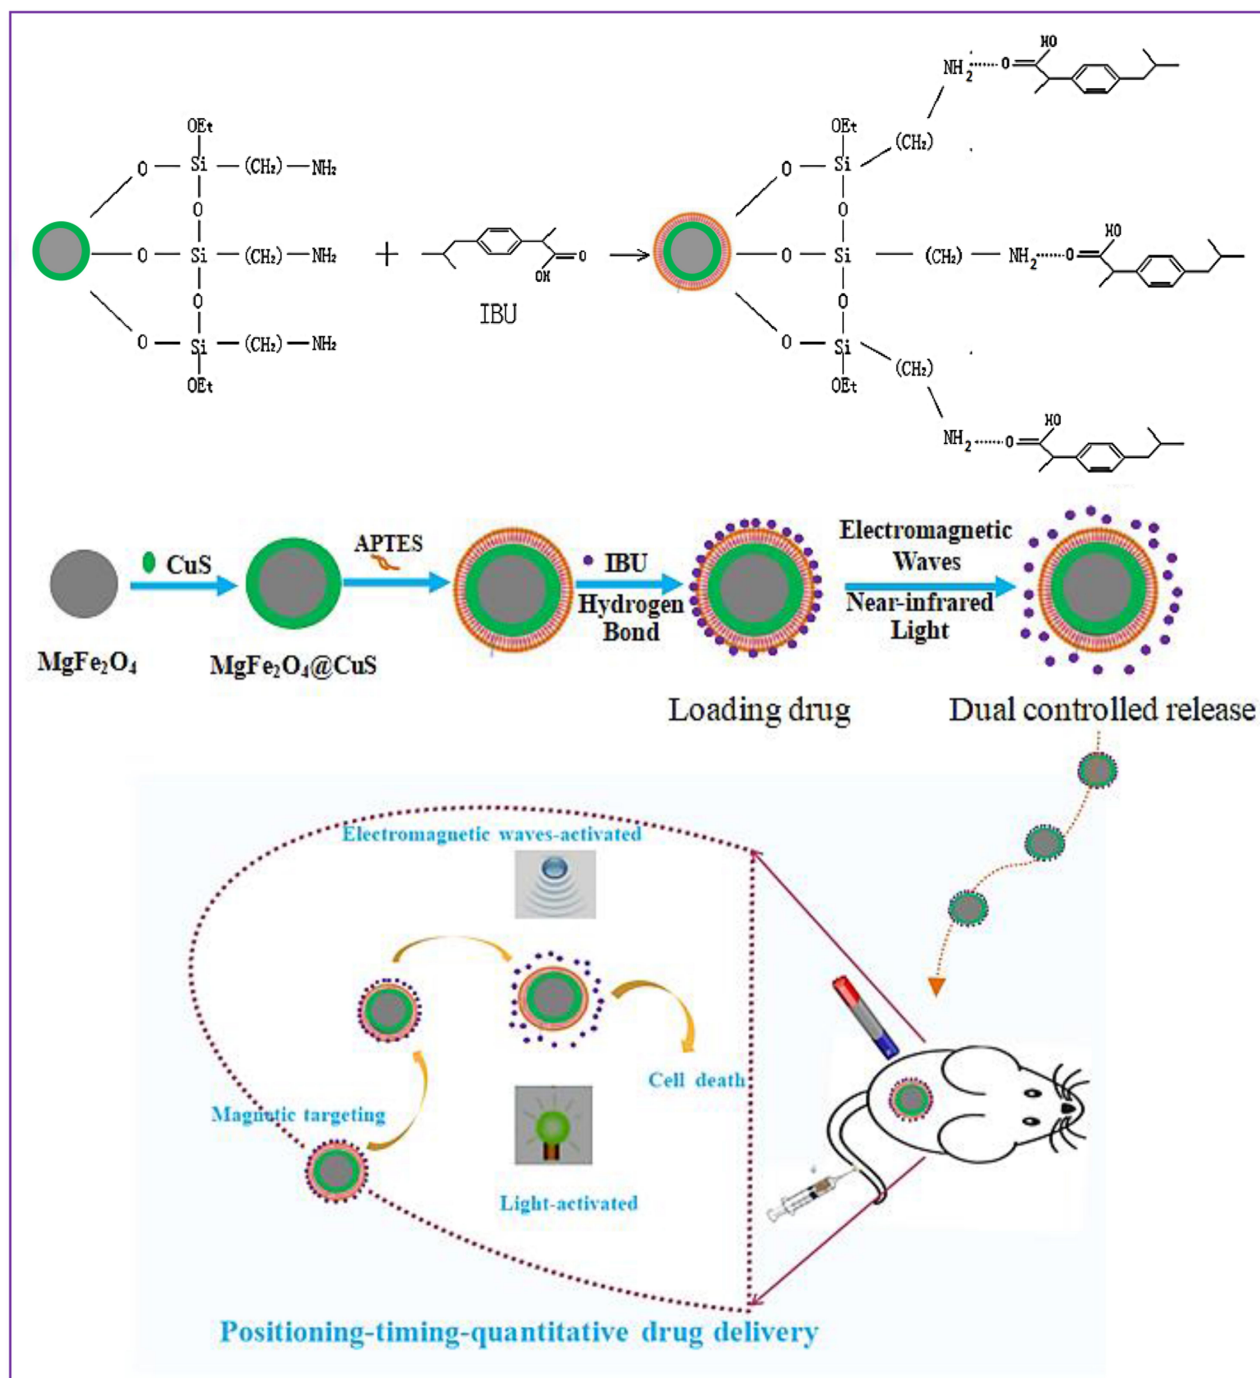 HO
NH₂ O
OEt OEt (CH₂)
O Si (CH₂) NH₂ O Si
O O HO
O Si (CH₂) NH₂ + O O Si (CH₂) NH₂ O
OH
O IBU O
O Si (CH₂) NH₂ O Si (CH₂)
OEt OEt HO
NH₂ O
CuS APTES IBU Electromagnetic
Waves
Hydrogen
Bond
Near-infrared
Light
MgFe₂O₄ MgFe₂O₄@CuS
Loading drug Dual controlled release
Electromagnetic waves-activated
Cell death
Magnetic targeting
Light-activated
Positioning-timing-quantitative drug delivery